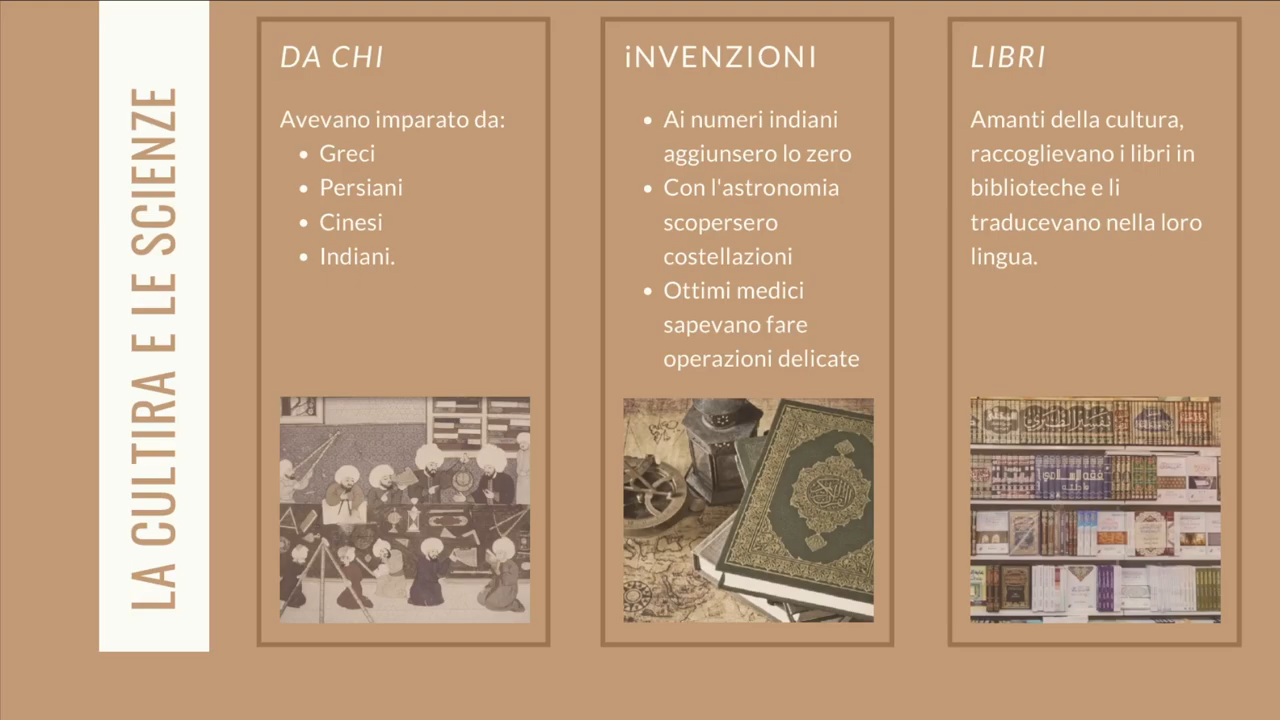 LA CULTIRA E LE SCIENZE
DA CHI
Avevano imparato da:
• Greci
• Persiani
• Cinesi
• Indiani.
iNVENZIONI
• Ai numeri indiani
aggiunsero lo zero
• Con l'astronomia
scopersero
costellazioni
• Ottimi medici
sapevano fare
operazioni delicate
LIBRI
Amanti della cultura,
raccoglievano i libri in
biblioteche e li
traducevano nella loro
lingua.